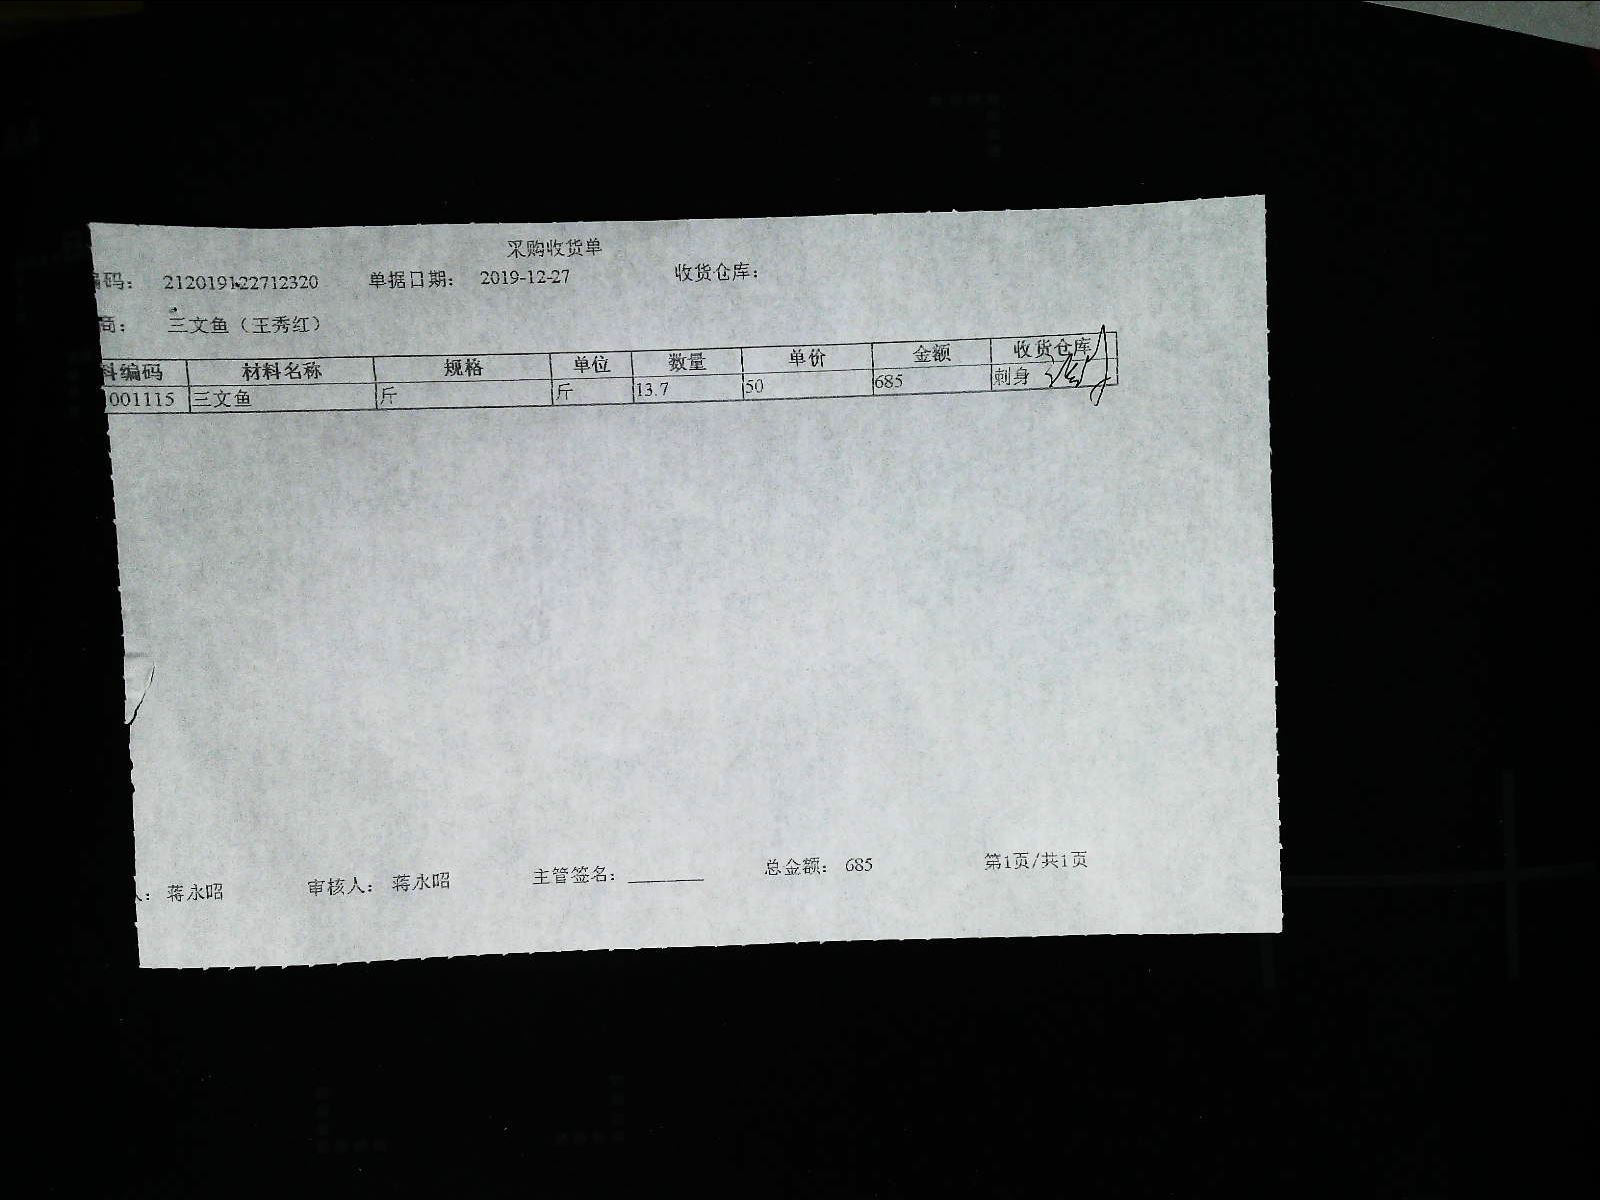 采购收货单
编码： 21201912​2712320 单据日期： 2019-12-27 收货仓库：
商： 三文鱼（王秀红）
料编码 材料名称 规格 单位 数量 单价 金额 收货仓库
001115 三文鱼 斤 斤 13.7 50 685 刺身
人： 蒋永昭 审核人： 蒋永昭 主管签名： 总金额： 685 第1页/共1页